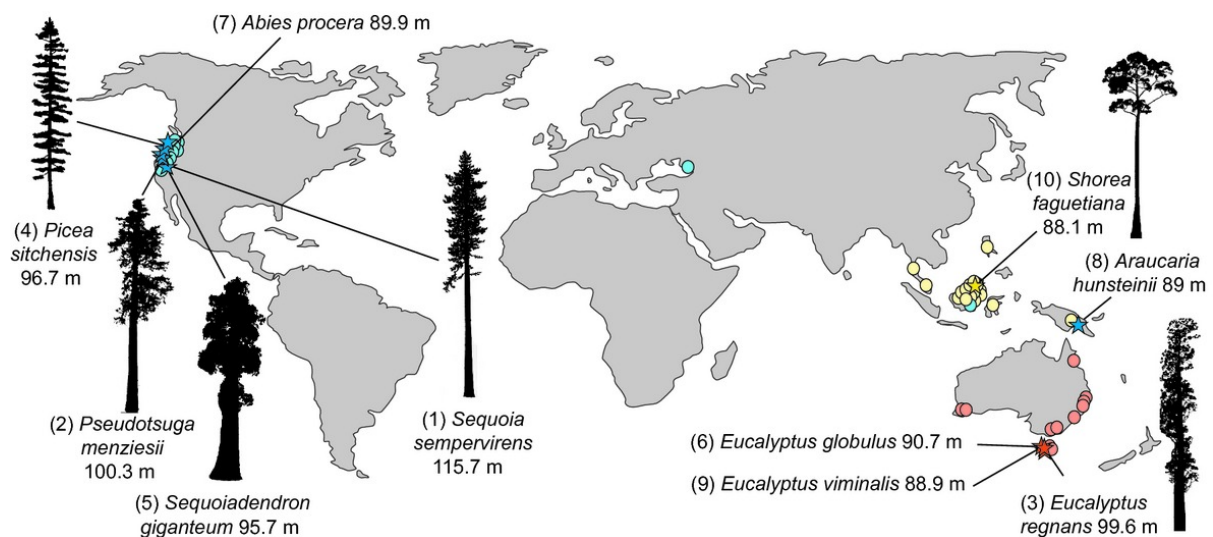 (7) Abies procera 89.9 m
(4) Picea
sitchensis
96.7 m
(2) Pseudotsuga
menziesii
100.3 m
(5) Sequoiadendron
giganteum 95.7 m
(1) Sequoia
sempervirens
115.7 m
(10) Shorea
faguetiana
88.1 m
(8) Araucaria
hunsteinii 89 m
(6) Eucalyptus globulus 90.7 m
(9) Eucalyptus viminalis 88.9 m
(3) Eucalyptus
regnans 99.6 m